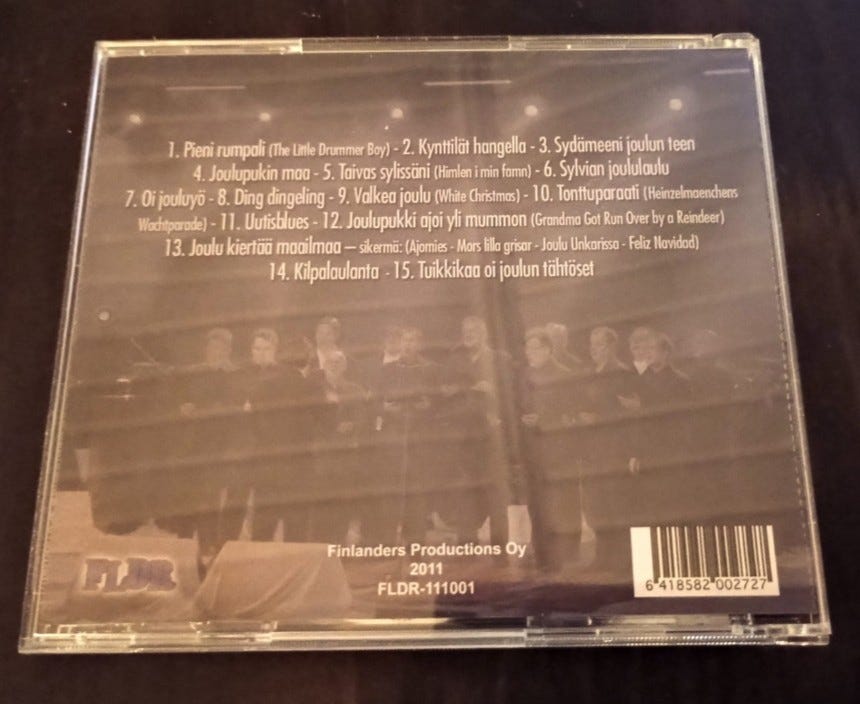 1. Pieni rumpali (The Little Drummer Boy) - 2. Kynttilät hangella - 3. Sydämeeni joulun teen
4. Joulupukin maa - 5. Taivas sylissäni (Himlen i min famn) - 6. Sylvian joululaulu
7. Oi jouluyö - 8. Ding dingeling - 9. Valkea joulu (White Christmas) - 10. Tonttuparaati (Heinzelmaenchens
Wachtparade) - 11. Uutisblues - 12. Joulupukki ajoi yli mummon (Grandma Got Run Over by a Reindeer)
13. Joulu kiertää maailmaa – sikermä: (Ajomies - Mors lilla grisar - Joulu Unkarissa - Feliz Navidad)
14. Kilpalaulanta - 15. Tuikkikaa oi joulun tähtöset
FLDR
Finlanders Productions Oy
2011
FLDR-111001
6 418582 002727